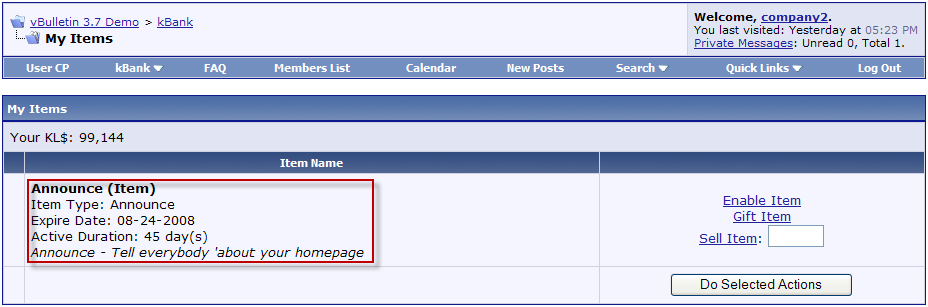 vBulletin 3.7 Demo > kBank
My Items
Welcome, company2.
You last visited: Yesterday at 05:23 PM
Private Messages: Unread 0, Total 1.
User CP kBank FAQ Members List Calendar New Posts Search Quick Links Log Out
My Items
Your KL$: 99,144
Item Name
Announce (Item)
Item Type: Announce
Expire Date: 08-24-2008
Active Duration: 45 day(s)
Announce - Tell everybody 'about your homepage
Enable Item
Gift Item
Sell Item:
Do Selected Actions